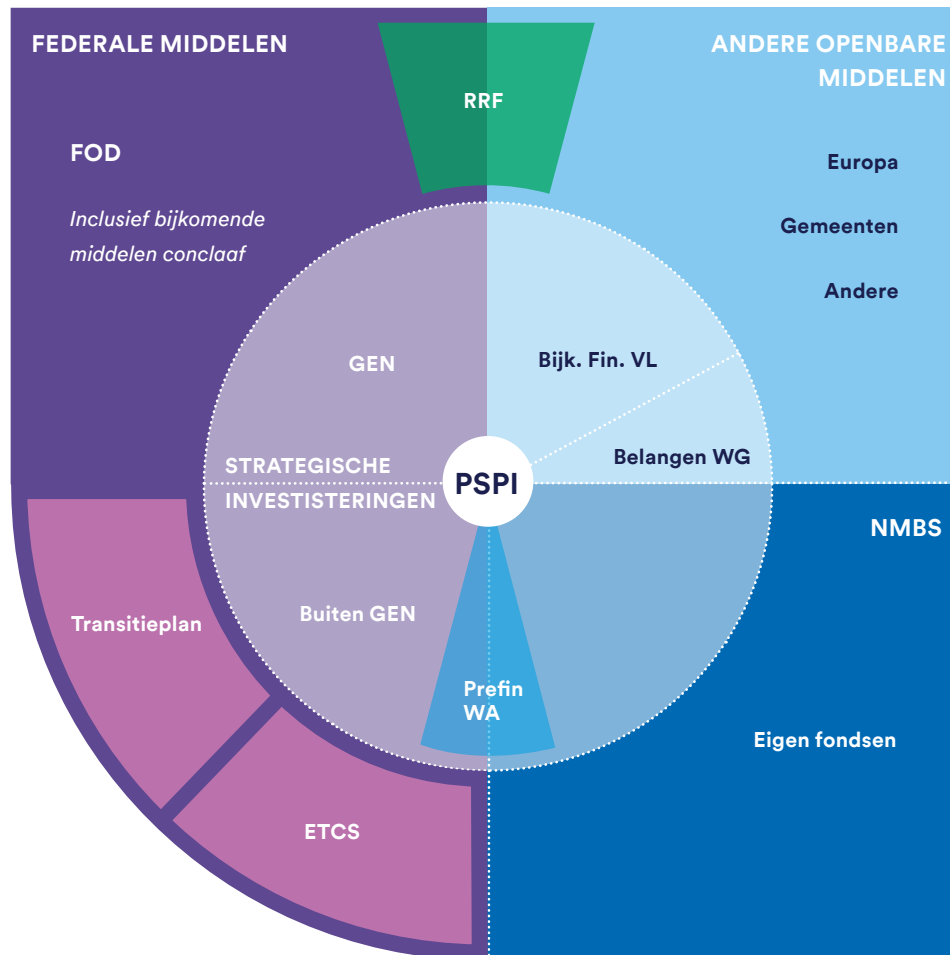 FEDERALE MIDDELEN
FOD
Inclusief bijkomende
middelen conclaaf
RRF
ANDERE OPENBARE
MIDDELEN
Europa
Gemeenten
Andere
GEN
Bijk. Fin. VL
Belangen WG
STRATEGISCHE
INVESTISTERINGEN
PSPI
NMBS
Transitieplan
Buiten GEN
Prefin
WA
Eigen fondsen
ETCS